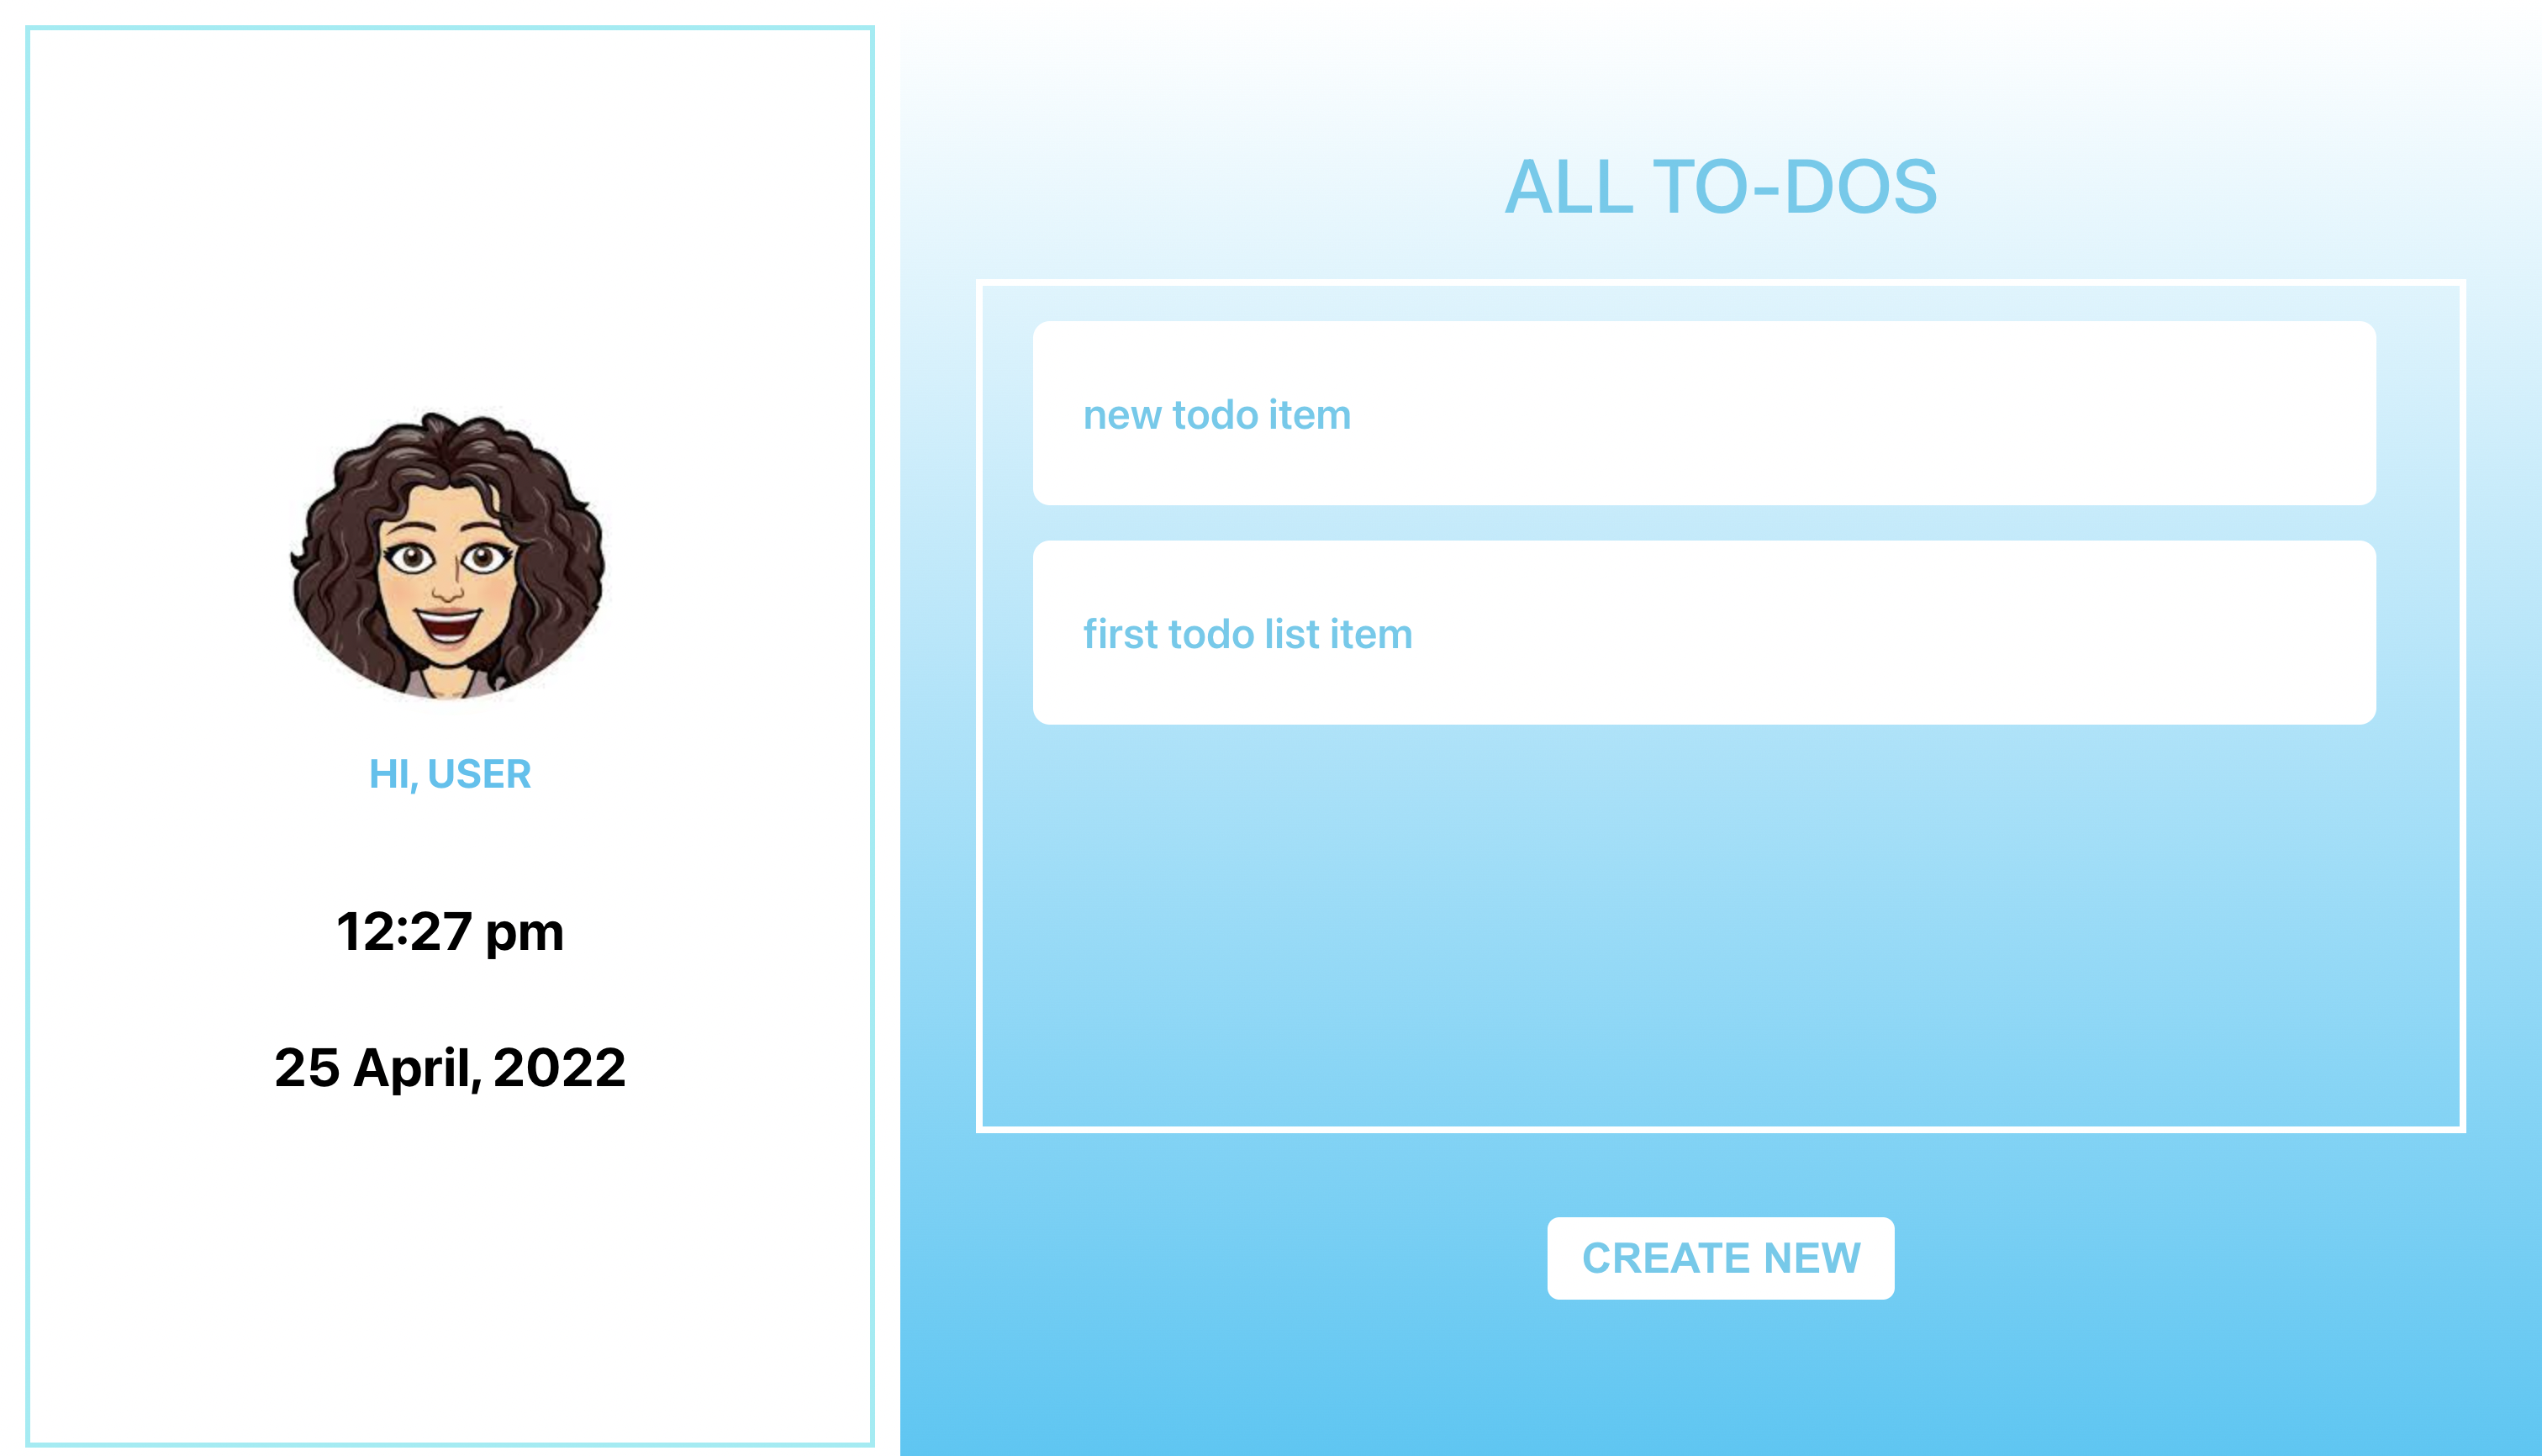 HI, USER
12:27 pm
25 April, 2022
ALL TO-DOS
new todo item
first todo list item
CREATE NEW